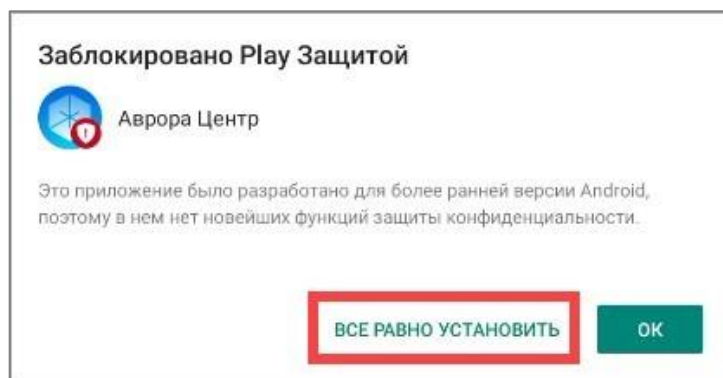 Заблокировано Play Защитой
Аврора Центр
Это приложение было разработано для более ранней версии Android,
поэтому в нем нет новейших функций защиты конфиденциальности.
ВСЕ РАВНО УСТАНОВИТЬ
ОК